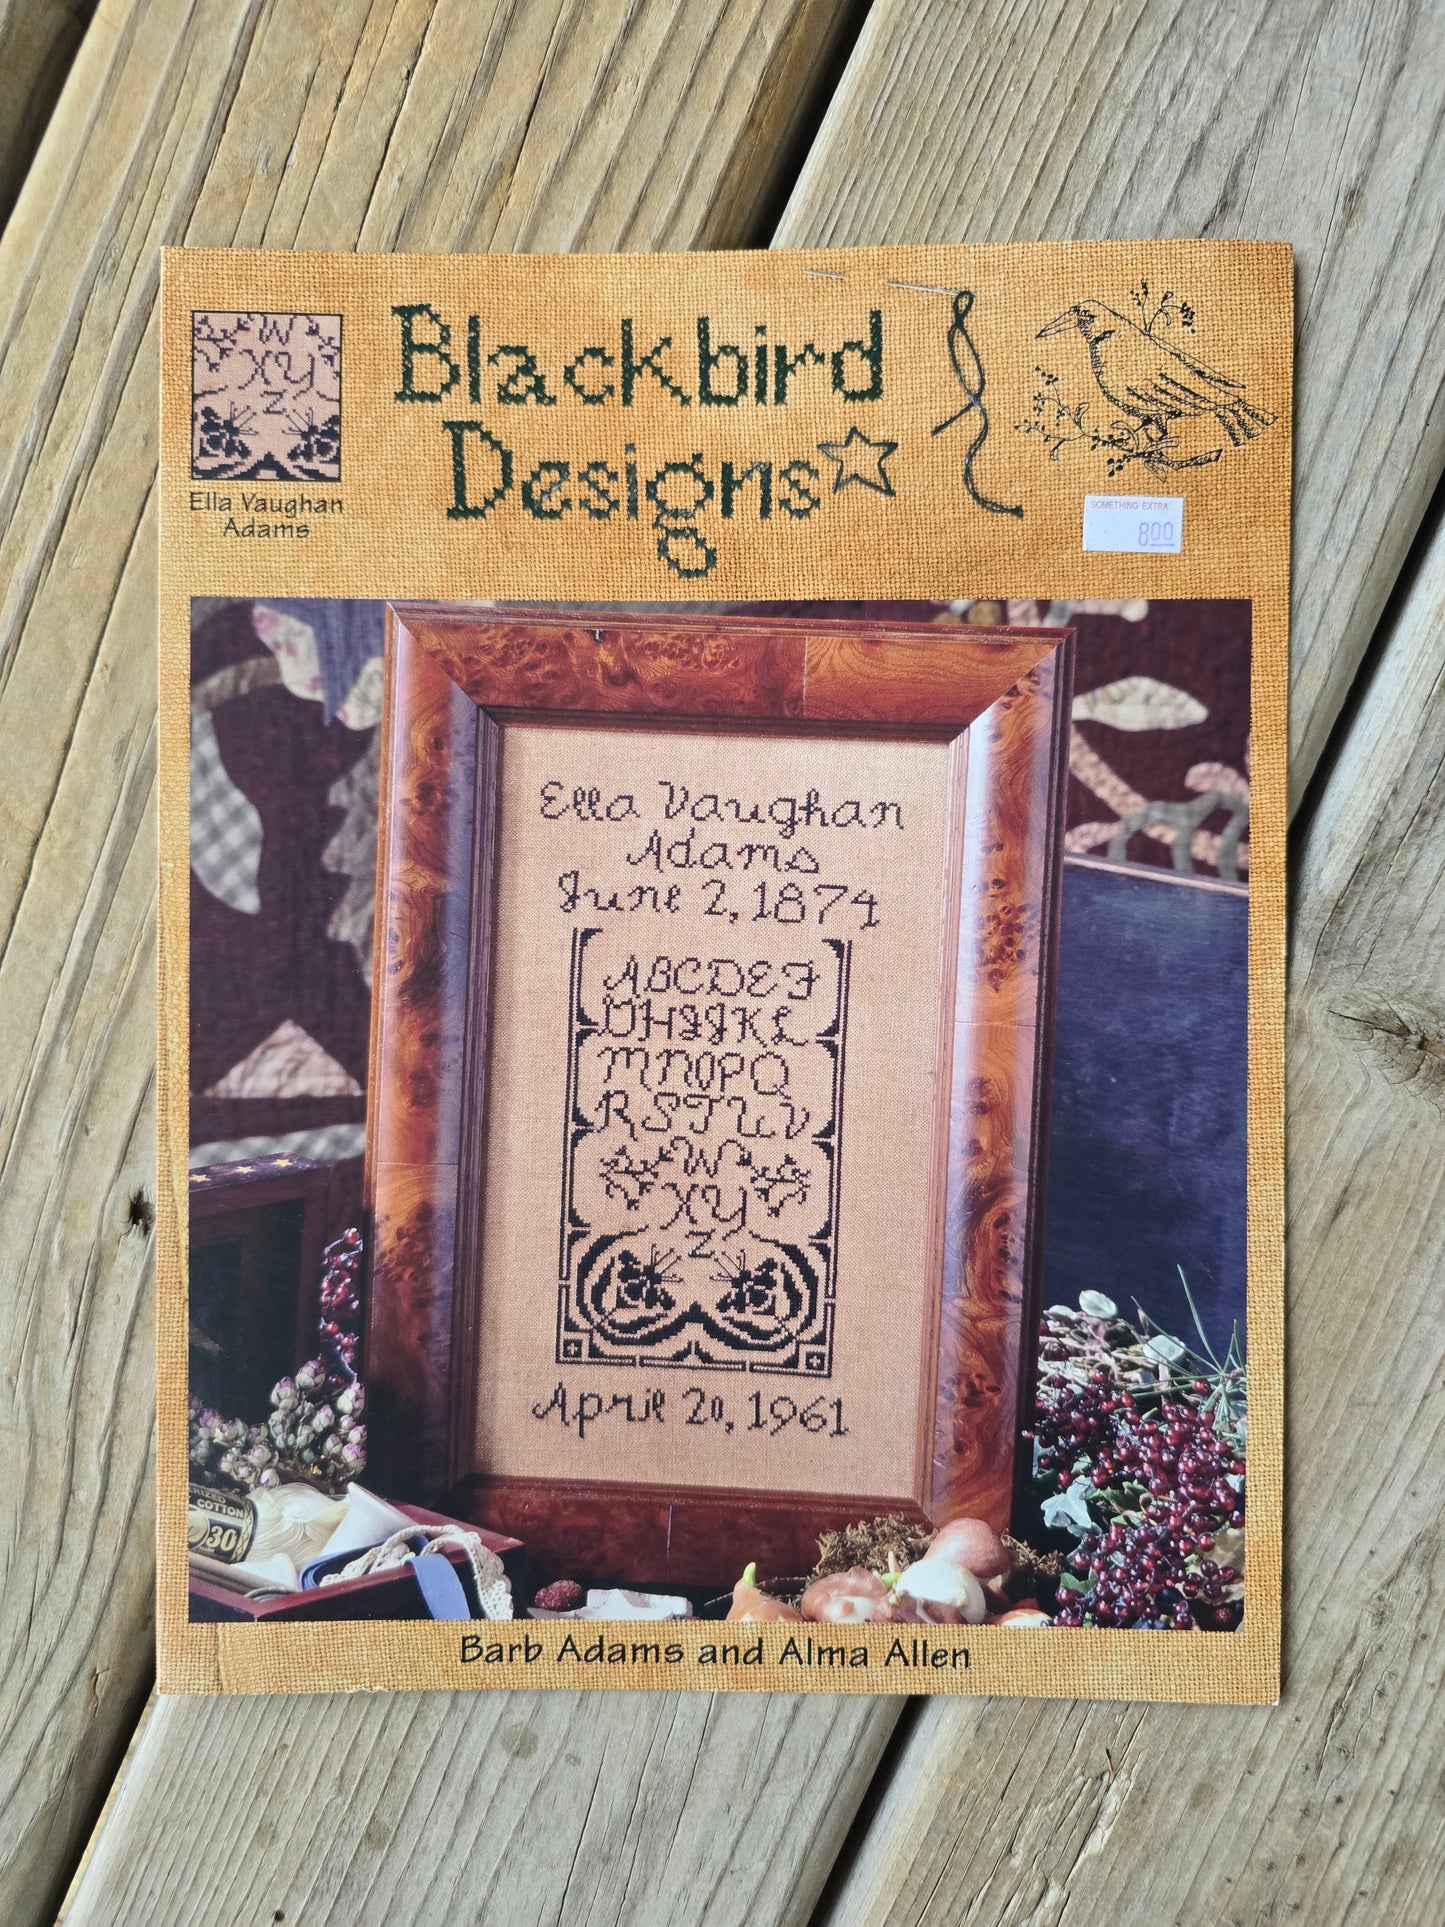 Blackbird
Designs
Ella Vaughan
Adams
W
XY
Z
SOMETHING EXTRA
8.00
Ella Vaughan
Adams
June 2, 1874
ABCDEF
GHIJKL
MNOPQ
RSTUV
W
XY
Z
April 20, 1961
COTTON
30
Barb Adams and Alma Allen